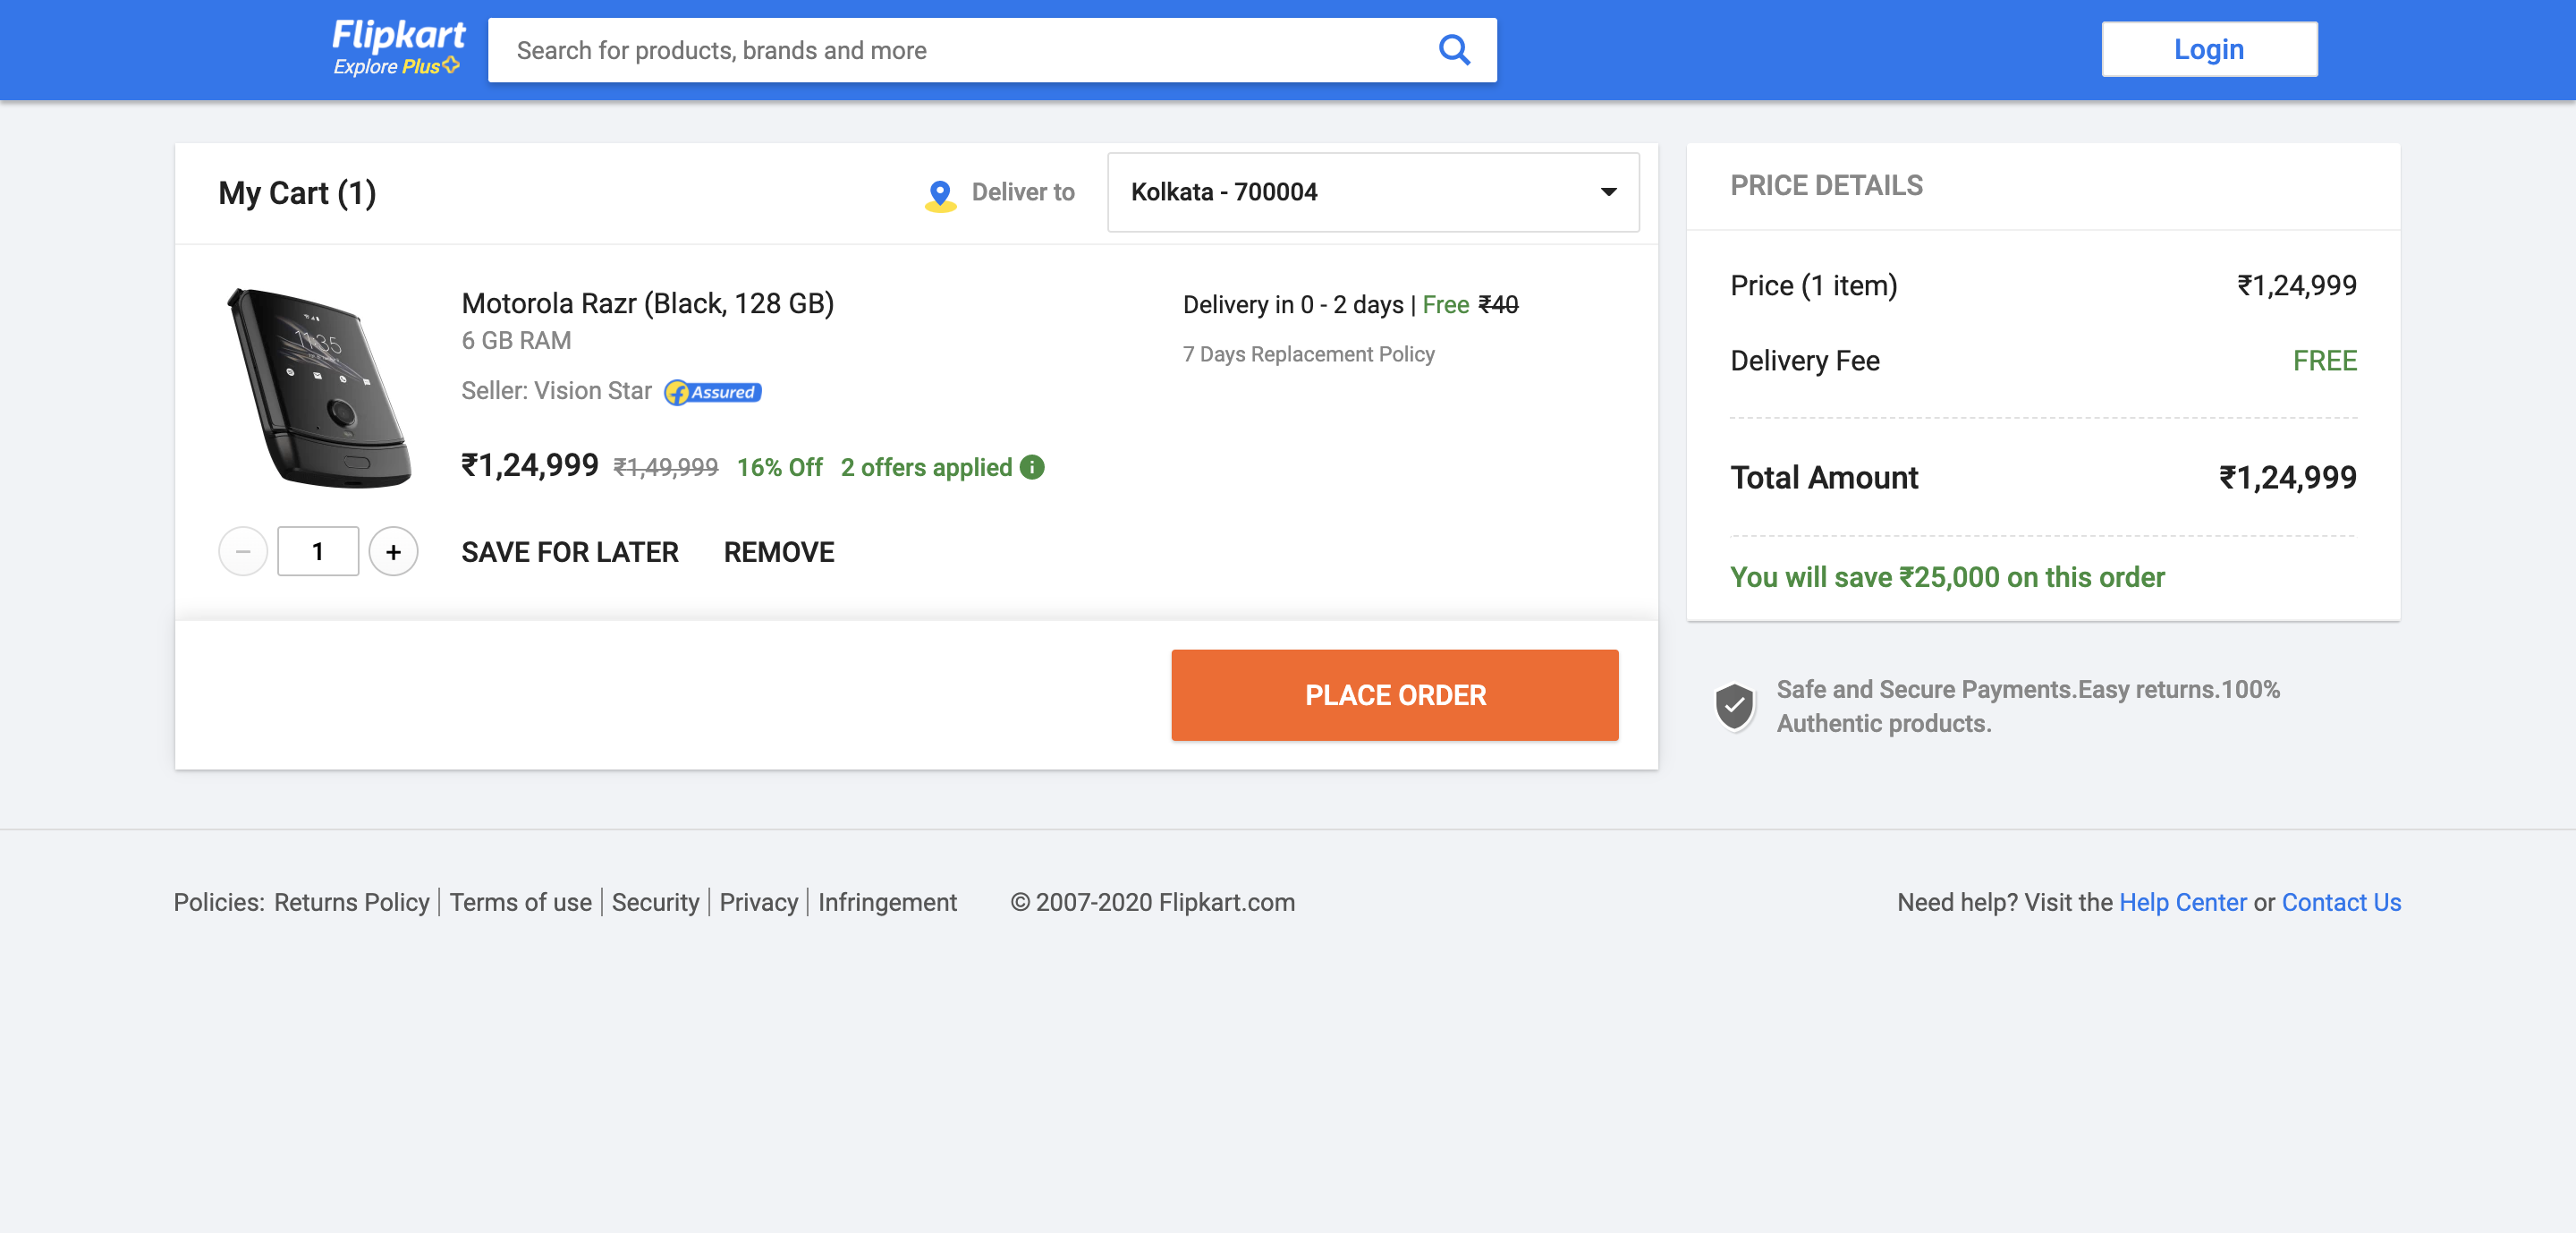 Flipkart
Explore Plus
Search for products, brands and more
Login
My Cart (1)
Deliver to
Kolkata - 700004
Motorola Razr (Black, 128 GB)
6 GB RAM
Seller: Vision Star
Assured
₹1,24,999 ₹1,49,999 16% Off 2 offers applied
Delivery in 0 - 2 days | Free ₹40
7 Days Replacement Policy
11:35
1
SAVE FOR LATER
REMOVE
PLACE ORDER
PRICE DETAILS
Price (1 item) ₹1,24,999
Delivery Fee FREE
Total Amount ₹1,24,999
You will save ₹25,000 on this order
Safe and Secure Payments.Easy returns.100%
Authentic products.
Policies: Returns Policy | Terms of use | Security | Privacy | Infringement © 2007-2020 Flipkart.com
Need help? Visit the Help Center or Contact Us